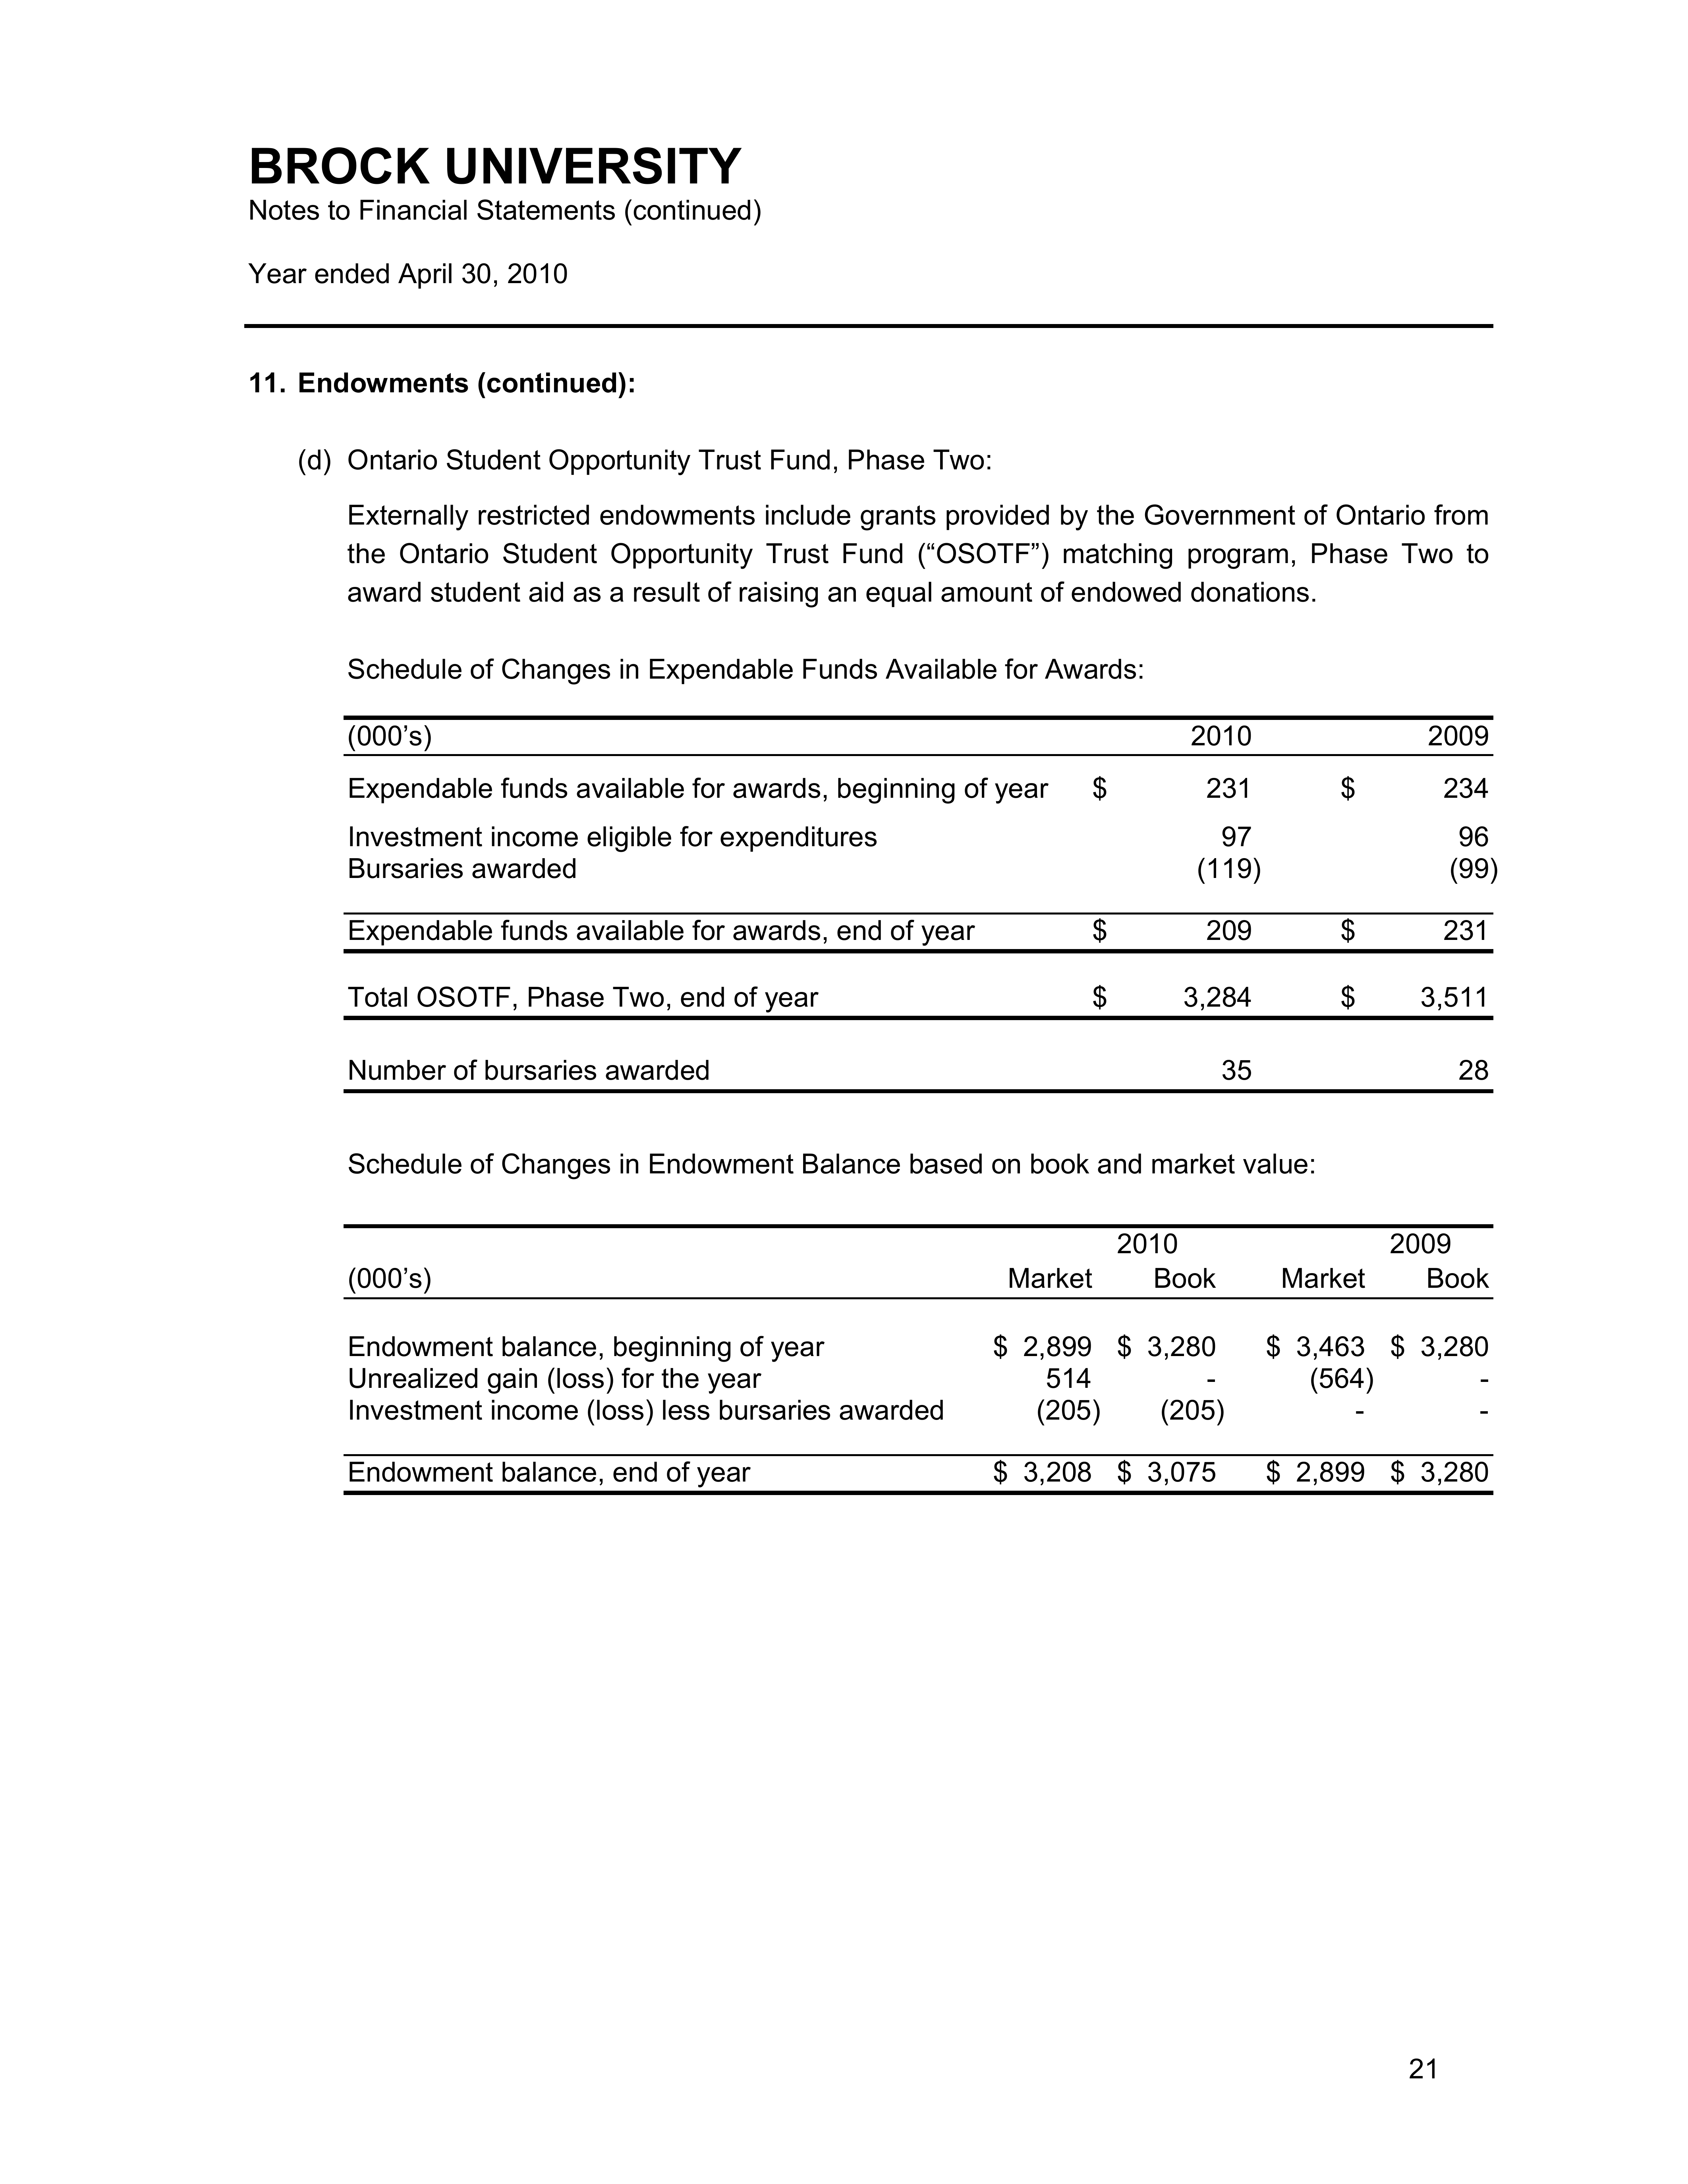 BROCK UNIVERSITY
Notes to Financial Statements (continued)
Year ended April 30, 2010
11. Endowments (continued):
(d) Ontario Student Opportunity Trust Fund, Phase Two:
Externally restricted endowments include grants provided by the Government of Ontario from
the Ontario Student Opportunity Trust Fund (“OSOTF”) matching program, Phase Two to
award student aid as a result of raising an equal amount of endowed donations.
Schedule of Changes in Expendable Funds Available for Awards:
(000’s) 2010 2009
Expendable funds available for awards, beginning of year $ 231 $ 234
Investment income eligible for expenditures 97 96
Bursaries awarded (119) (99)
Expendable funds available for awards, end of year $ 209 $ 231
Total OSOTF, Phase Two, end of year $ 3,284 $ 3,511
Number of bursaries awarded 35 28
Schedule of Changes in Endowment Balance based on book and market value:
2010 2009
(000’s) Market Book Market Book
Endowment balance, beginning of year $ 2,899 $ 3,280 $ 3,463 $ 3,280
Unrealized gain (loss) for the year 514 - (564) -
Investment income (loss) less bursaries awarded (205) (205) - -
Endowment balance, end of year $ 3,208 $ 3,075 $ 2,899 $ 3,280
21